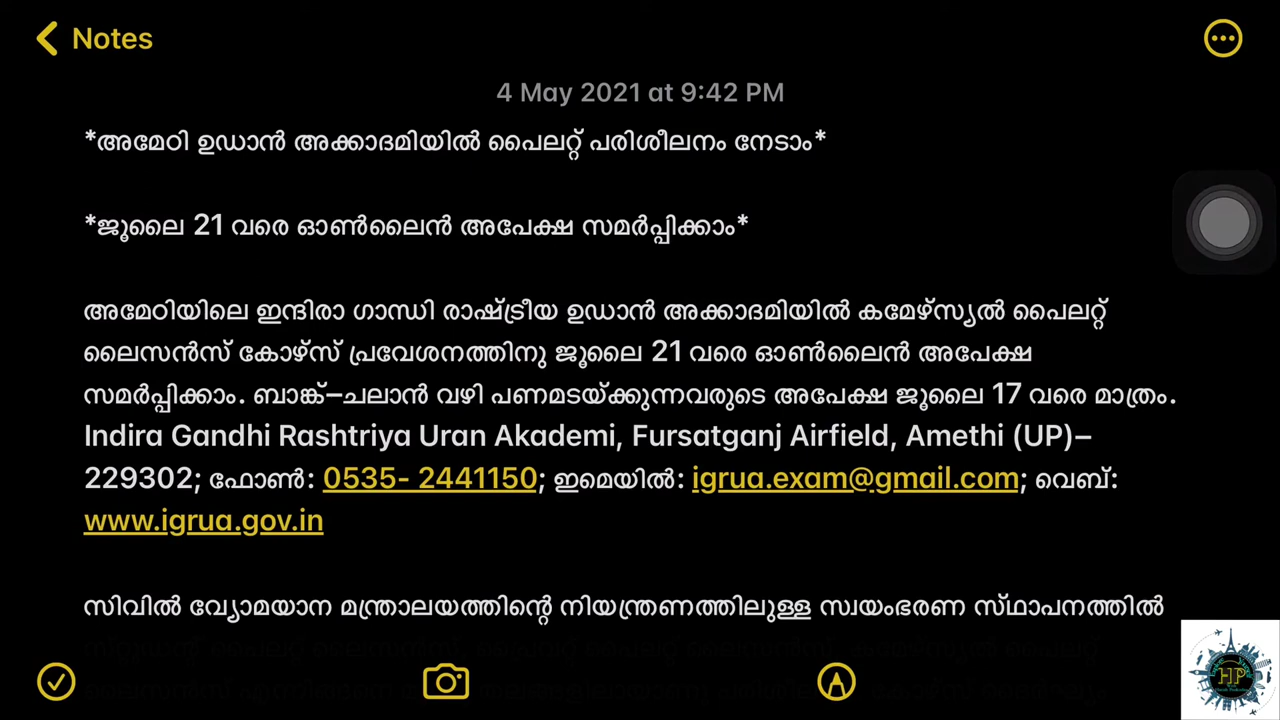 Notes
4 May 2021 at 9:42 PM
*അമേഠി ഉഡാൻ അക്കാദമിയിൽ പൈലറ്റ് പരിശീലനം നേടാം*
*ജൂലൈ 21 വരെ ഓൺലൈൻ അപേക്ഷ സമർപ്പിക്കാം*
അമേഠിയിലെ ഇന്ദിരാ ഗാന്ധി രാഷ്ട്രീയ ഉഡാൻ അക്കാദമിയിൽ കമേഴ്സ്യൽ പൈലറ്റ്
ലൈസൻസ് കോഴ്സ് പ്രവേശനത്തിനു ജൂലൈ 21 വരെ ഓൺലൈൻ അപേക്ഷ
സമർപ്പിക്കാം. ബാങ്ക്–ചലാൻ വഴി പണമടയ്ക്കുന്നവരുടെ അപേക്ഷ ജൂലൈ 17 വരെ മാത്രം.
Indira Gandhi Rashtriya Uran Akademi, Fursatganj Airfield, Amethi (UP)–
229302; ഫോൺ: 0535- 2441150; ഇമെയിൽ: igrua.exam@gmail.com; വെബ്:
www.igrua.gov.in
സിവിൽ വ്യോമയാന മന്ത്രാലയത്തിന്റെ നിയന്ത്രണത്തിലുള്ള സ്വയംഭരണ സ്ഥാപനത്തിൽ
HP